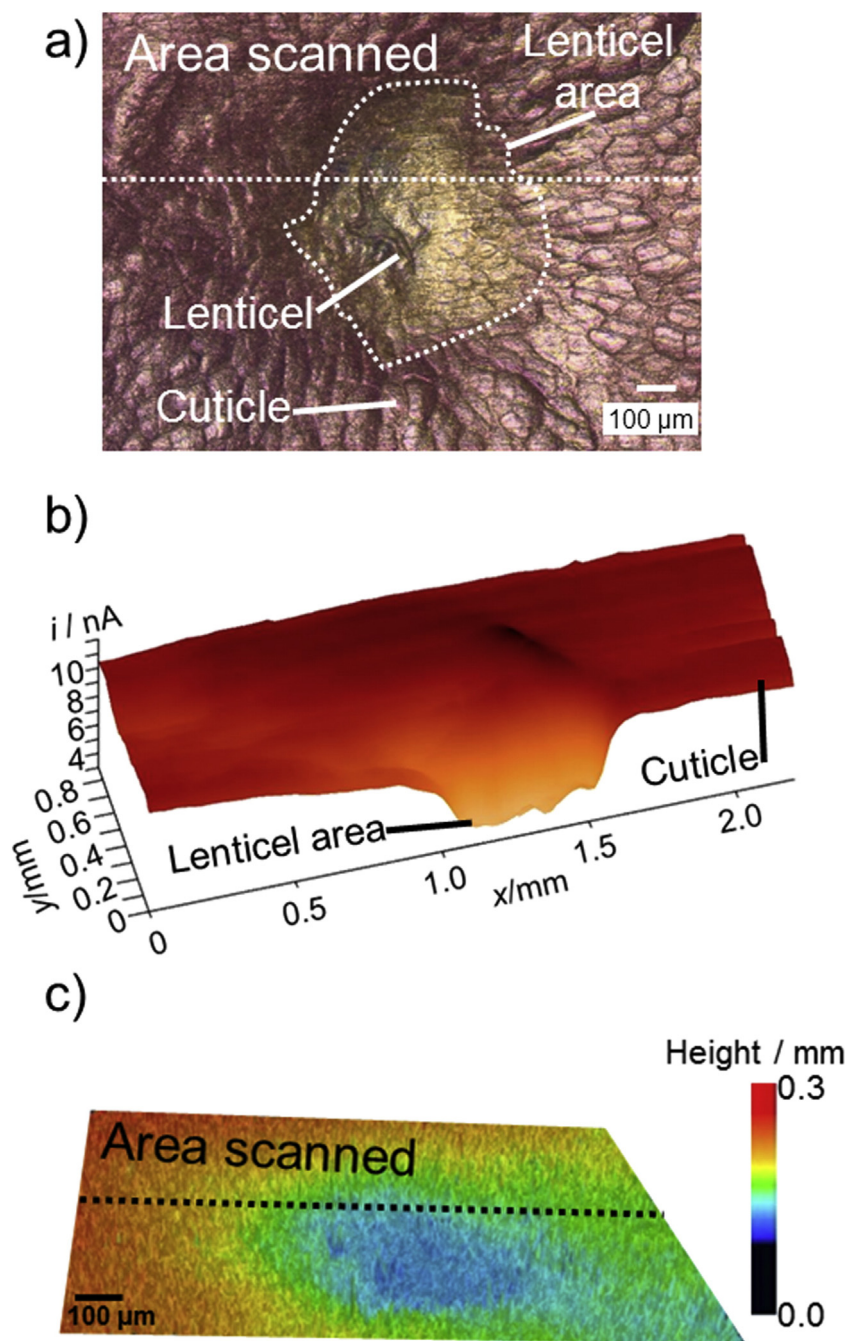 a)
Area scanned
Lenticel
area
Lenticel
Cuticle
100 µm
b)
i / nA
10
8
6
4
0.8
0.6
0.4
0.2
0
y/mm
0
0.5
1.0
1.5
2.0
x/mm
Lenticel area
Cuticle
c)
Height / mm
0.3
0.0
Area scanned
100 µm